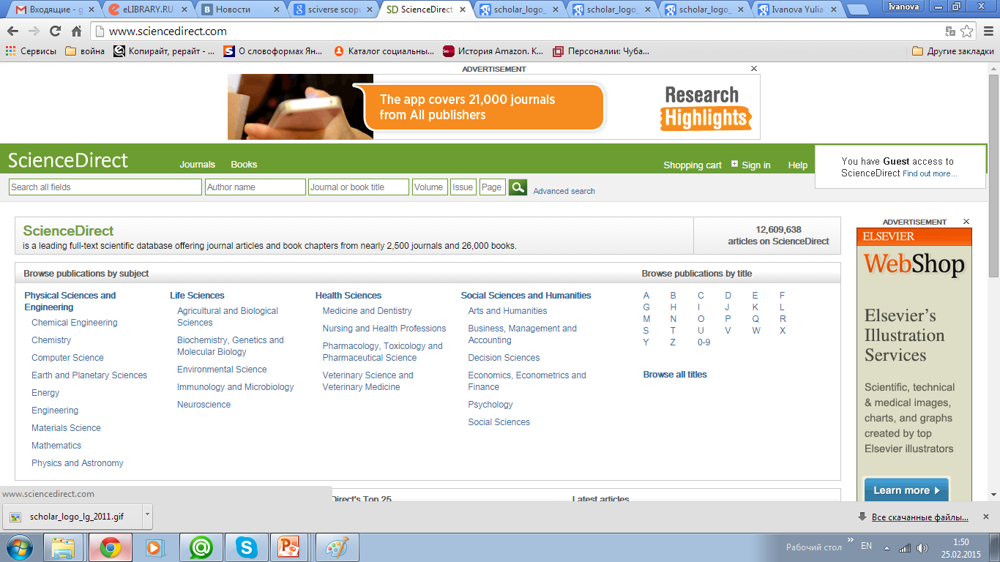 Входящие - g
eLIBRARY.RU
Новости
sciverse scopu
SD ScienceDirect
scholar_logo_
scholar_logo_
scholar_logo_
Ivanova Yulia
Ivanova
www.sciencedirect.com
Сервисы
война
Копирайт, рерайт - ...
О словоформах Ян...
Каталог социальны...
История Amazon. К...
Персоналии: Чуба...
Другие закладки
ADVERTISEMENT
The app covers 21,000 journals
from All publishers
Research
Highlights
ScienceDirect
Journals
Books
Shopping cart
Sign in
Help
You have Guest access to
ScienceDirect Find out more...
Search all fields
Author name
Journal or book title
Volume
Issue
Page
Advanced search
ScienceDirect
is a leading full-text scientific database offering journal articles and book chapters from nearly 2,500 journals and 26,000 books.
12,609,638
articles on ScienceDirect
Browse publications by subject
Physical Sciences and
Engineering
Chemical Engineering
Chemistry
Computer Science
Earth and Planetary Sciences
Energy
Engineering
Materials Science
Mathematics
Physics and Astronomy
Life Sciences
Agricultural and Biological
Sciences
Biochemistry, Genetics and
Molecular Biology
Environmental Science
Immunology and Microbiology
Neuroscience
Health Sciences
Medicine and Dentistry
Nursing and Health Professions
Pharmacology, Toxicology and
Pharmaceutical Science
Veterinary Science and
Veterinary Medicine
Social Sciences and Humanities
Arts and Humanities
Business, Management and
Accounting
Decision Sciences
Economics, Econometrics and
Finance
Psychology
Social Sciences
Browse publications by title
A B C D E F
G H I J K L
M N O P Q R
S T U V W X
Y Z 0-9
Browse all titles
ADVERTISEMENT
ELSEVIER
WebShop
Elsevier's
Illustration
Services
Scientific, technical
& medical images,
charts, and graphs
created by top
Elsevier illustrators
Learn more
www.sciencedirect.com
Direct's Top 25
Latest articles
scholar_logo_lg_2011.gif
Все скачанные файлы...
Рабочий стол
EN
1:50
25.02.2015